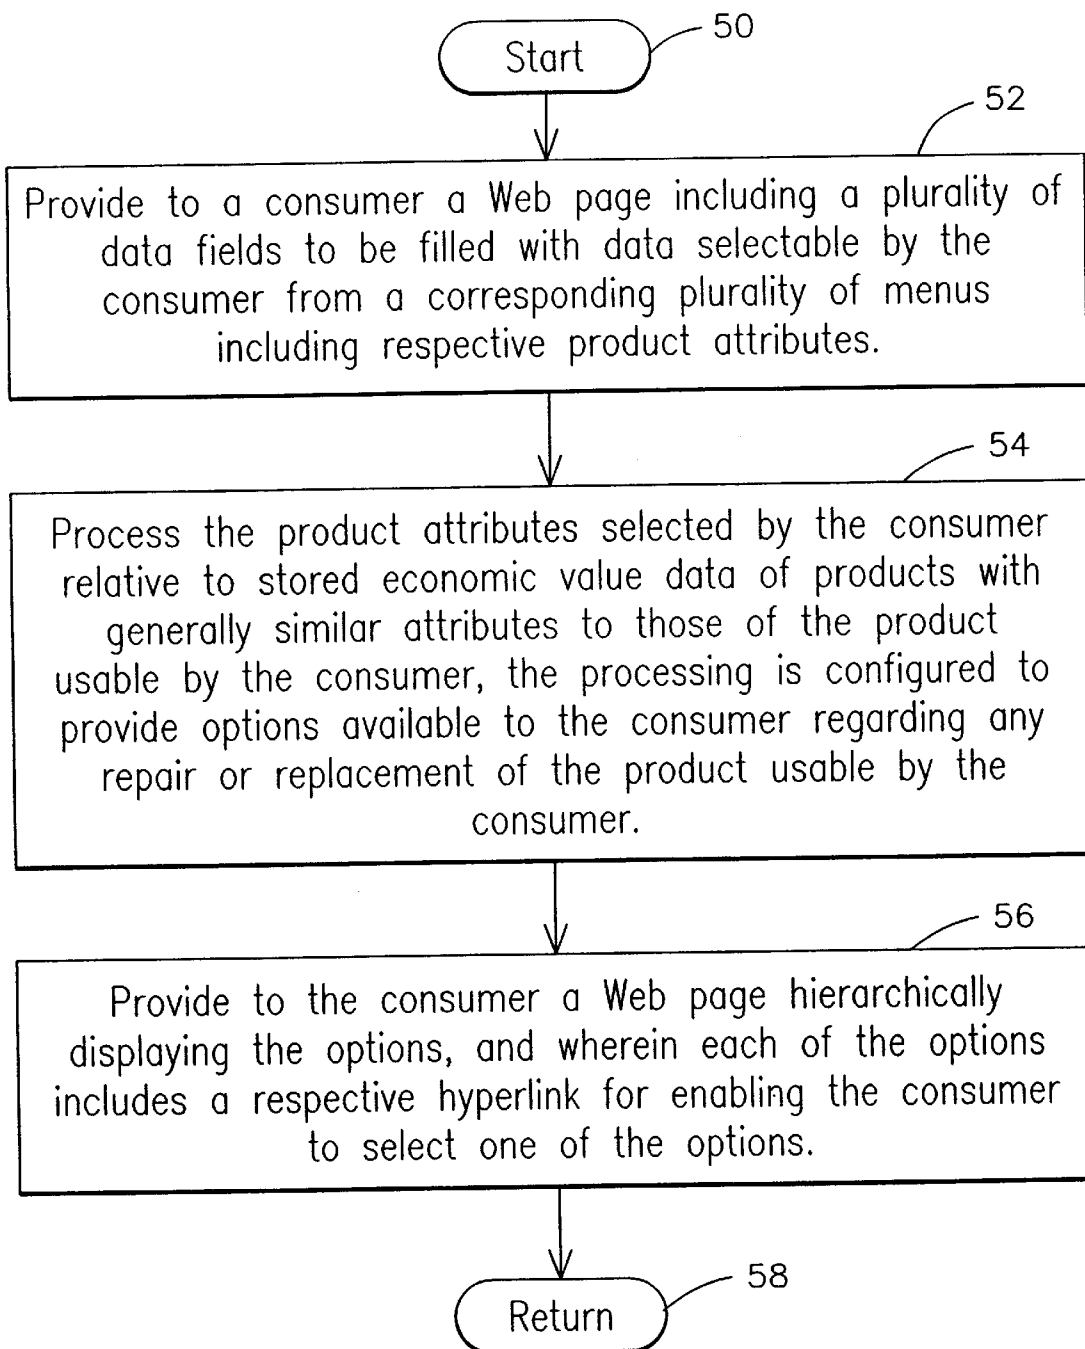 Start
50
52
Provide to a consumer a Web page including a plurality of
data fields to be filled with data selectable by the
consumer from a corresponding plurality of menus
including respective product attributes.
54
Process the product attributes selected by the consumer
relative to stored economic value data of products with
generally similar attributes to those of the product
usable by the consumer, the processing is configured to
provide options available to the consumer regarding any
repair or replacement of the product usable by the
consumer.
56
Provide to the consumer a Web page hierarchically
displaying the options, and wherein each of the options
includes a respective hyperlink for enabling the consumer
to select one of the options.
58
Return